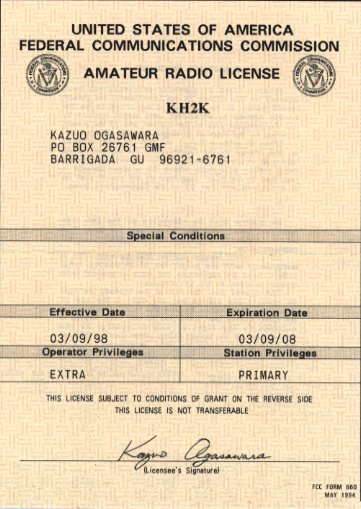 UNITED STATES OF AMERICA
FEDERAL COMMUNICATIONS COMMISSION
AMATEUR RADIO LICENSE
KH2K
KAZUO OGASAWARA
PO BOX 26761 GMF
BARRIGADA GU 96921-6761
Special Conditions
Effective Date Expiration Date
03/09/98 03/09/08
Operator Privileges Station Privileges
EXTRA PRIMARY
THIS LICENSE SUBJECT TO CONDITIONS OF GRANT ON THE REVERSE SIDE
THIS LICENSE IS NOT TRANSFERABLE
Kazuo Ogasawara
(Licensee's Signature)
FCC FORM 660
MAY 1994